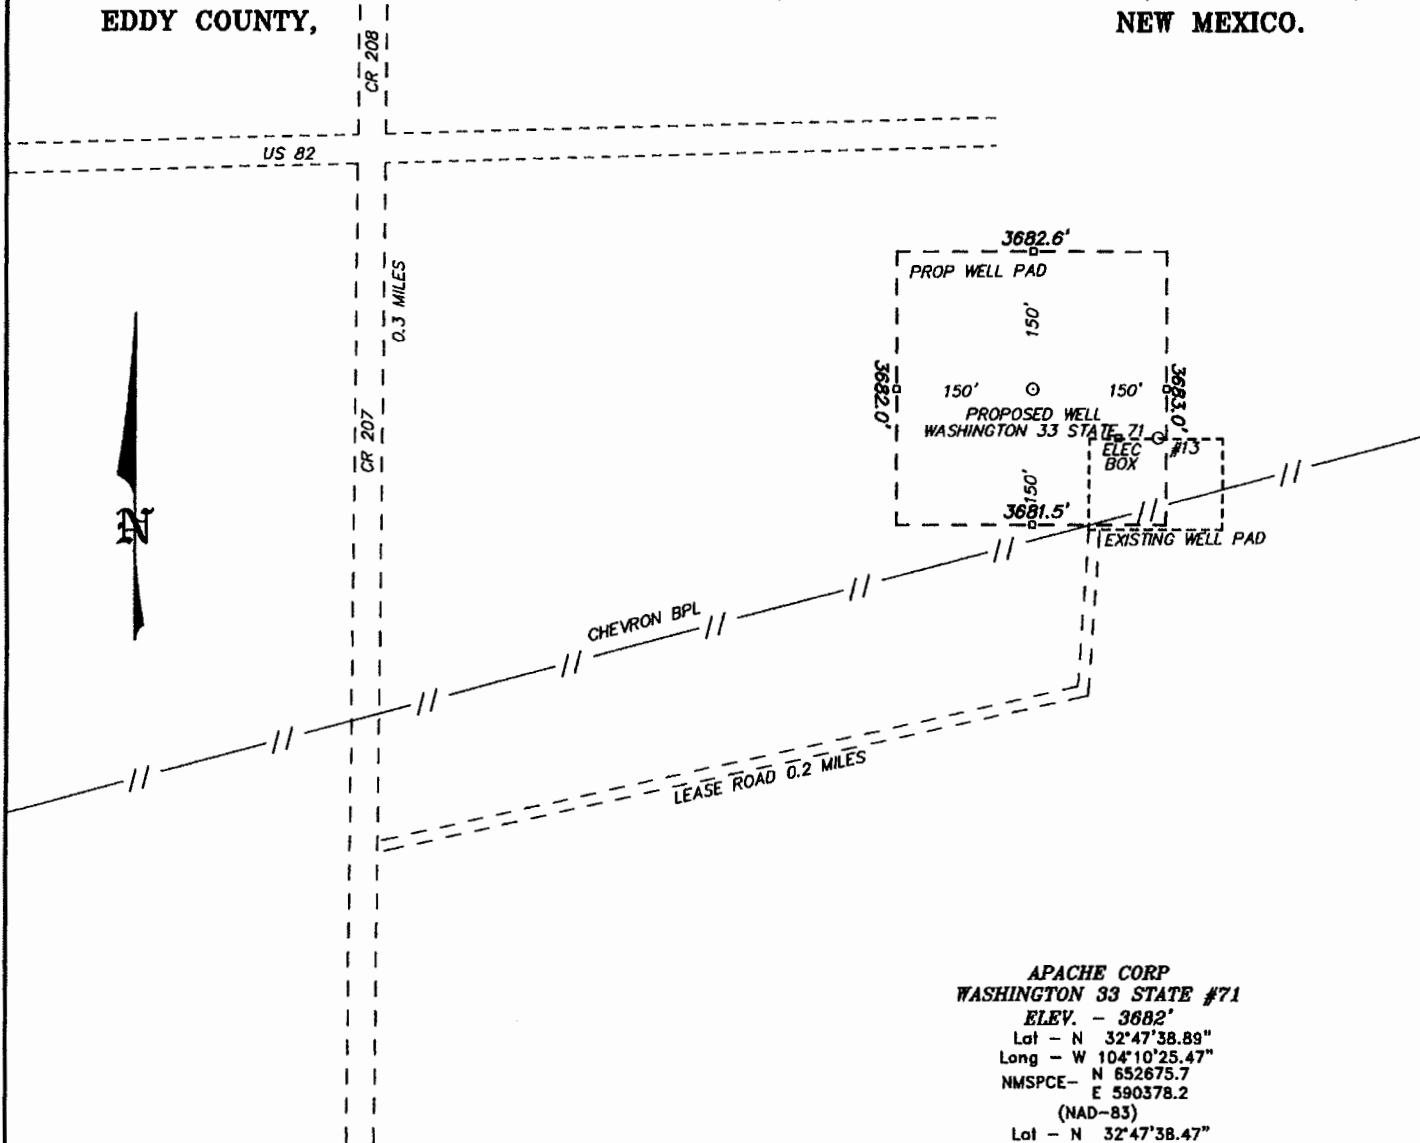 EDDY COUNTY,
NEW MEXICO.
CR 208
US 82
0.3 MILES
CR 207
3682.6'
PROP WELL PAD
150'
3682.0'
150'
150'
3683.0'
PROPOSED WELL
WASHINGTON 33 STATE 71
ELEC
BOX
#13
150'
3681.5'
EXISTING WELL PAD
N
CHEVRON BPL
LEASE ROAD 0.2 MILES
APACHE CORP
WASHINGTON 33 STATE #71
ELEV. - 3682'
Lat - N 32°47'38.89"
Long - W 104°10'25.47"
NMSPCE- N 652675.7
E 590378.2
(NAD-83)
Lat - N 32°47'38.47"